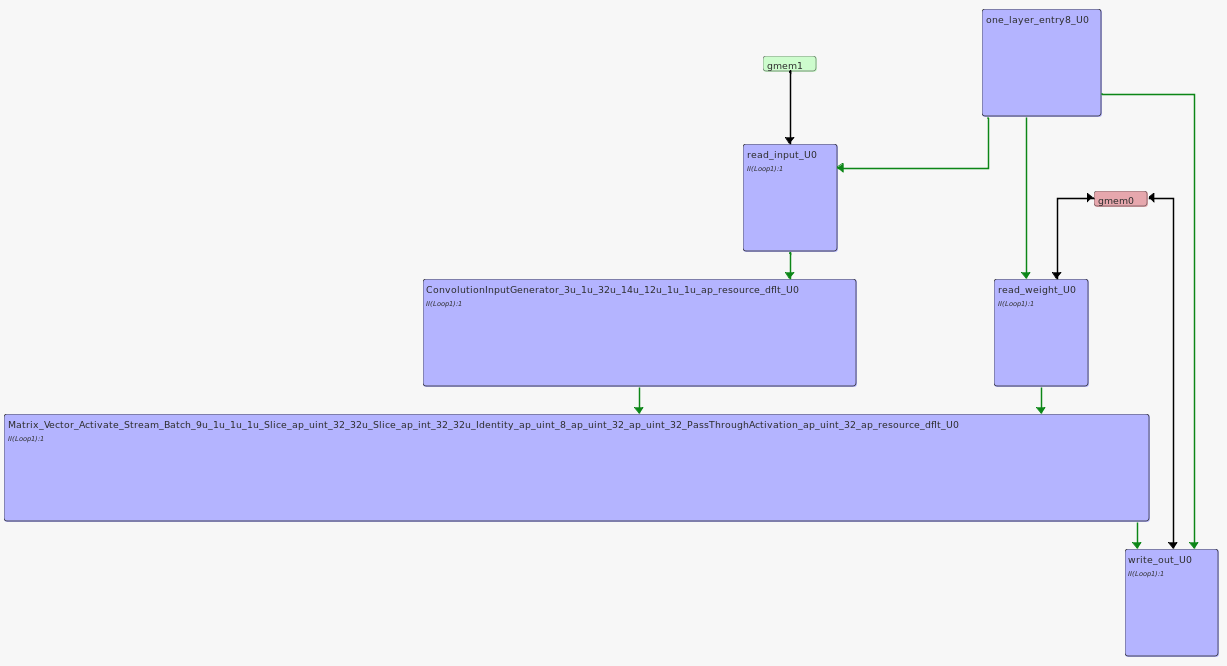 one_layer_entry8_U0
gmem1
read_input_U0
II(Loop1):1
gmem0
ConvolutionInputGenerator_3u_1u_32u_14u_12u_1u_1u_ap_resource_dflt_U0
II(Loop1):1
read_weight_U0
II(Loop1):1
Matrix_Vector_Activate_Stream_Batch_9u_1u_1u_1u_Slice_ap_uint_32_32u_Slice_ap_int_32_32u_Identity_ap_uint_8_ap_uint_32_ap_uint_32_PassThroughActivation_ap_uint_32_ap_resource_dflt_U0
II(Loop1):1
write_out_U0
II(Loop1):1